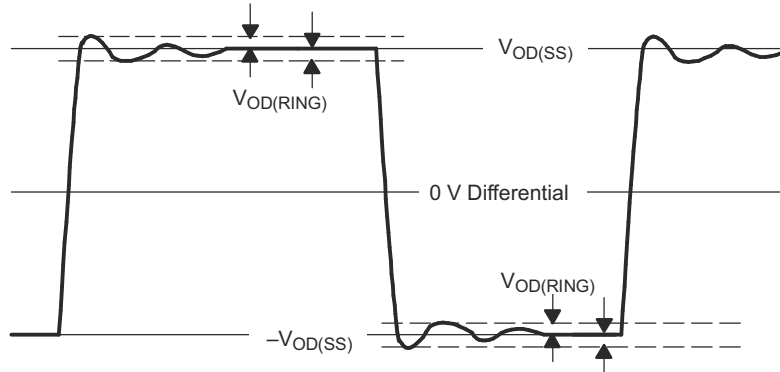 V_OD(SS)
V_OD(RING)
0 V Differential
V_OD(RING)
–V_OD(SS)